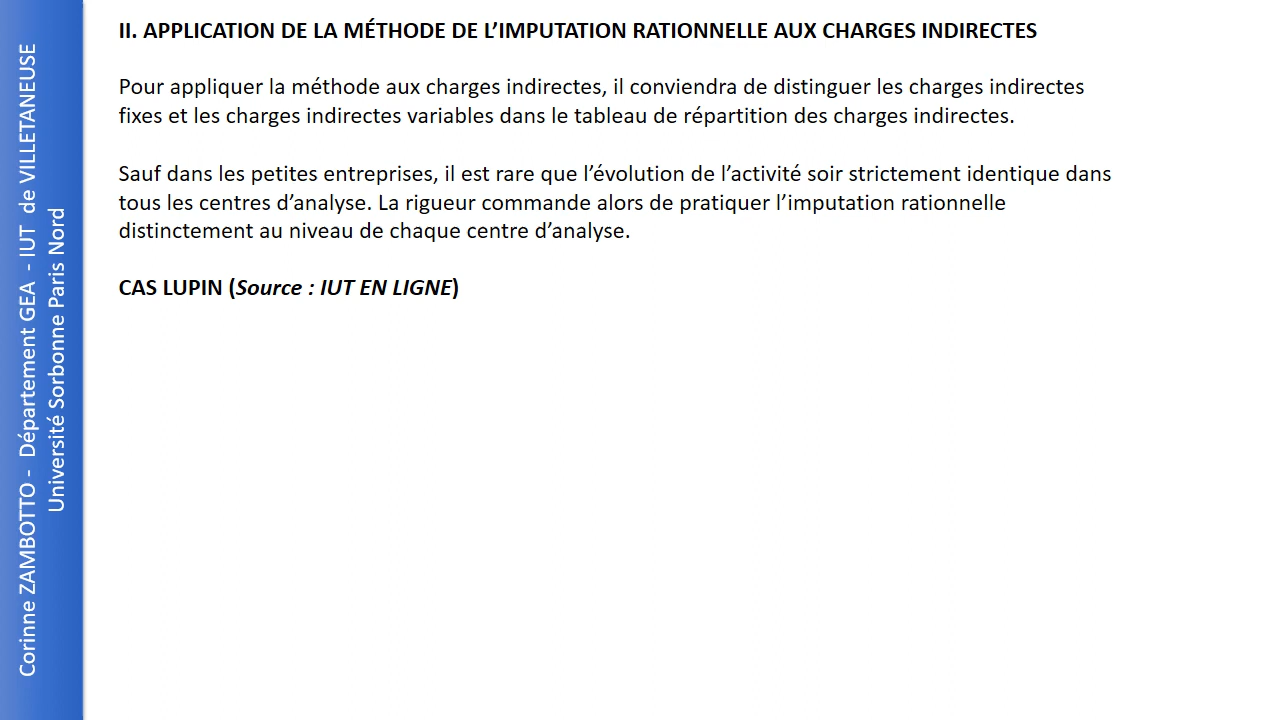 II. APPLICATION DE LA MÉTHODE DE L’IMPUTATION RATIONNELLE AUX CHARGES INDIRECTES
Pour appliquer la méthode aux charges indirectes, il conviendra de distinguer les charges indirectes
fixes et les charges indirectes variables dans le tableau de répartition des charges indirectes.
Sauf dans les petites entreprises, il est rare que l’évolution de l’activité soir strictement identique dans
tous les centres d’analyse. La rigueur commande alors de pratiquer l’imputation rationnelle
distinctement au niveau de chaque centre d’analyse.
CAS LUPIN (Source : IUT EN LIGNE)
Corinne ZAMBOTTO - Département GEA - IUT de VILLETANEUSE
Université Sorbonne Paris Nord